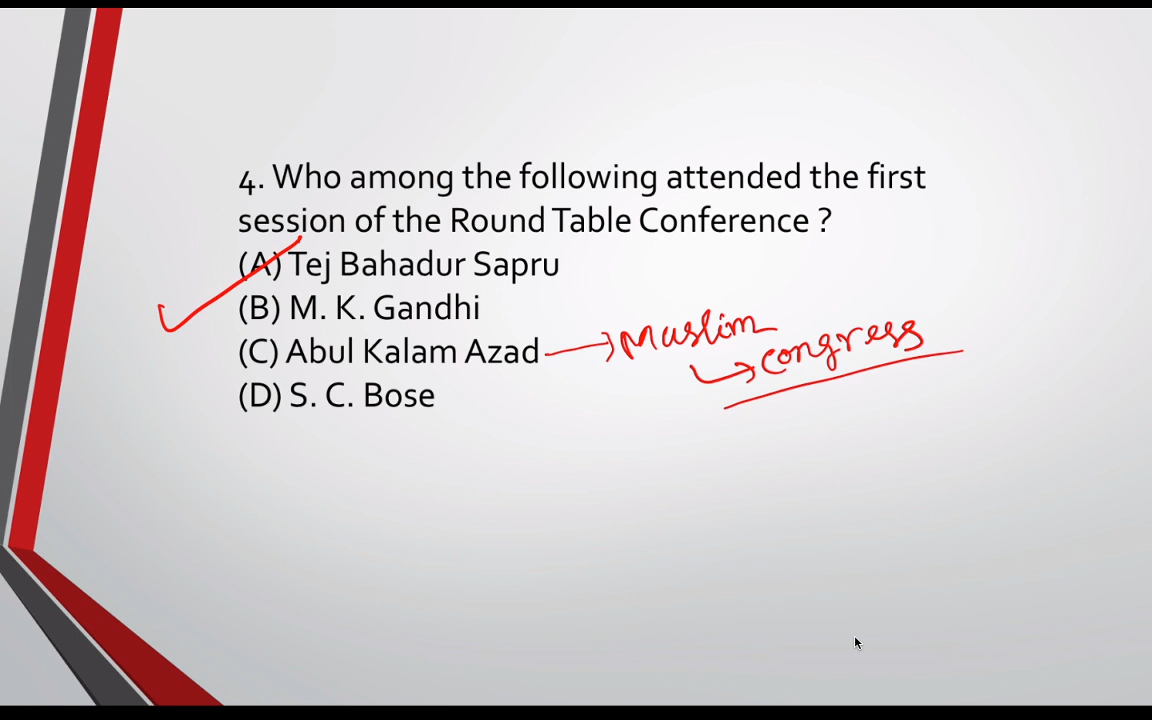 4. Who among the following attended the first
session of the Round Table Conference ?
(A) Tej Bahadur Sapru
(B) M. K. Gandhi
(C) Abul Kalam Azad → Muslim
→ congress
(D) S. C. Bose